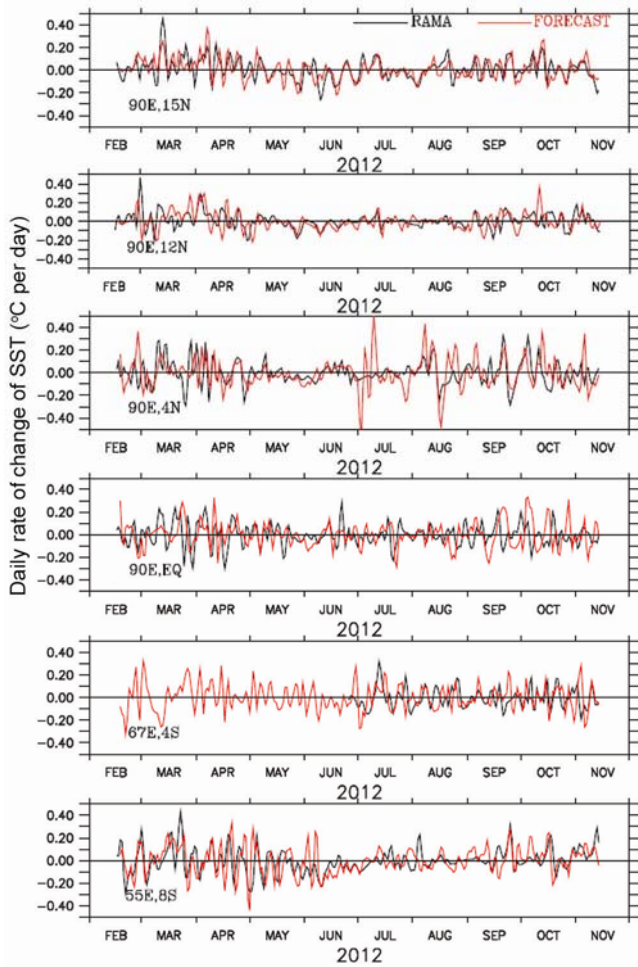 Daily rate of change of SST (°C per day)
RAMA FORECAST
0.40
0.20
0.00
−0.20
−0.40
90E,15N
FEB MAR APR MAY JUN JUL AUG SEP OCT NOV
2012
0.40
0.20
0.00
−0.20
−0.40
90E,12N
FEB MAR APR MAY JUN JUL AUG SEP OCT NOV
2012
0.40
0.20
0.00
−0.20
−0.40
90E,4N
FEB MAR APR MAY JUN JUL AUG SEP OCT NOV
2012
0.40
0.20
0.00
−0.20
−0.40
90E,EQ
FEB MAR APR MAY JUN JUL AUG SEP OCT NOV
2012
0.40
0.20
0.00
−0.20
−0.40
67E,4S
FEB MAR APR MAY JUN JUL AUG SEP OCT NOV
2012
0.40
0.20
0.00
−0.20
−0.40
55E,8S
FEB MAR APR MAY JUN JUL AUG SEP OCT NOV
2012